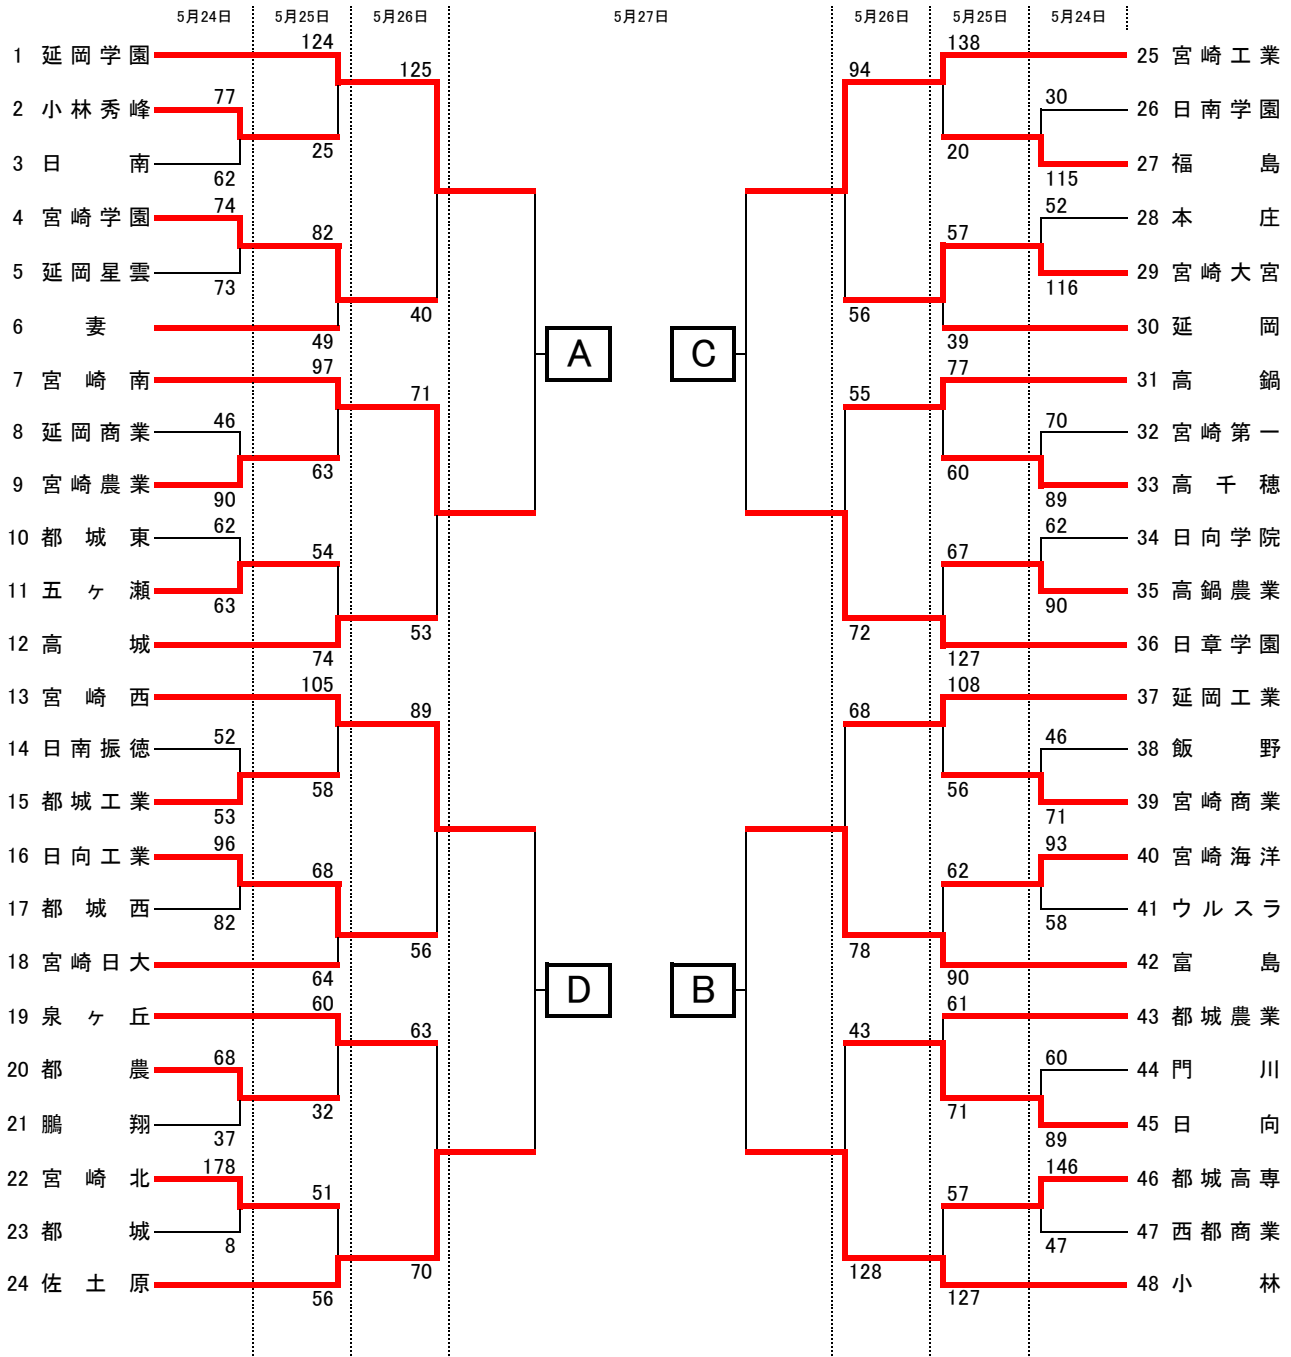 5月24日 5月25日 5月26日 5月27日 5月26日 5月25日 5月24日
124 138
1 延岡学園 25 宮崎工業
125 94
77 30
2 小林秀峰 26 日南学園
25 20
3 日南 27 福島
62 115
74 52
4 宮崎学園 28 本庄
82 57
5 延岡星雲 29 宮崎大宮
73 116
40 56
6 妻 30 延岡
49 39
A C
97 77
7 宮崎南 31 高鍋
71 55
46 70
8 延岡商業 32 宮崎第一
63 60
9 宮崎農業 33 高千穂
90 89
62 62
10 都城東 34 日向学院
54 67
11 五ヶ瀬 35 高鍋農業
63 90
53 72
12 高城 36 日章学園
74 127
105 108
13 宮崎西 37 延岡工業
89 68
52 46
14 日南振徳 38 飯野
58 56
15 都城工業 39 宮崎商業
53 71
96 93
16 日向工業 40 宮崎海洋
68 62
17 都城西 41 ウルスラ
82 58
56 78
18 宮崎日大 42 富島
64 90
D B
60 61
19 泉ヶ丘 43 都城農業
63 43
68 60
20 都農 44 門川
32 71
21 鵬翔 45 日向
37 89
178 146
22 宮崎北 46 都城高専
51 57
23 都城 47 西都商業
8 47
70 128
24 佐土原 48 小林
56 127